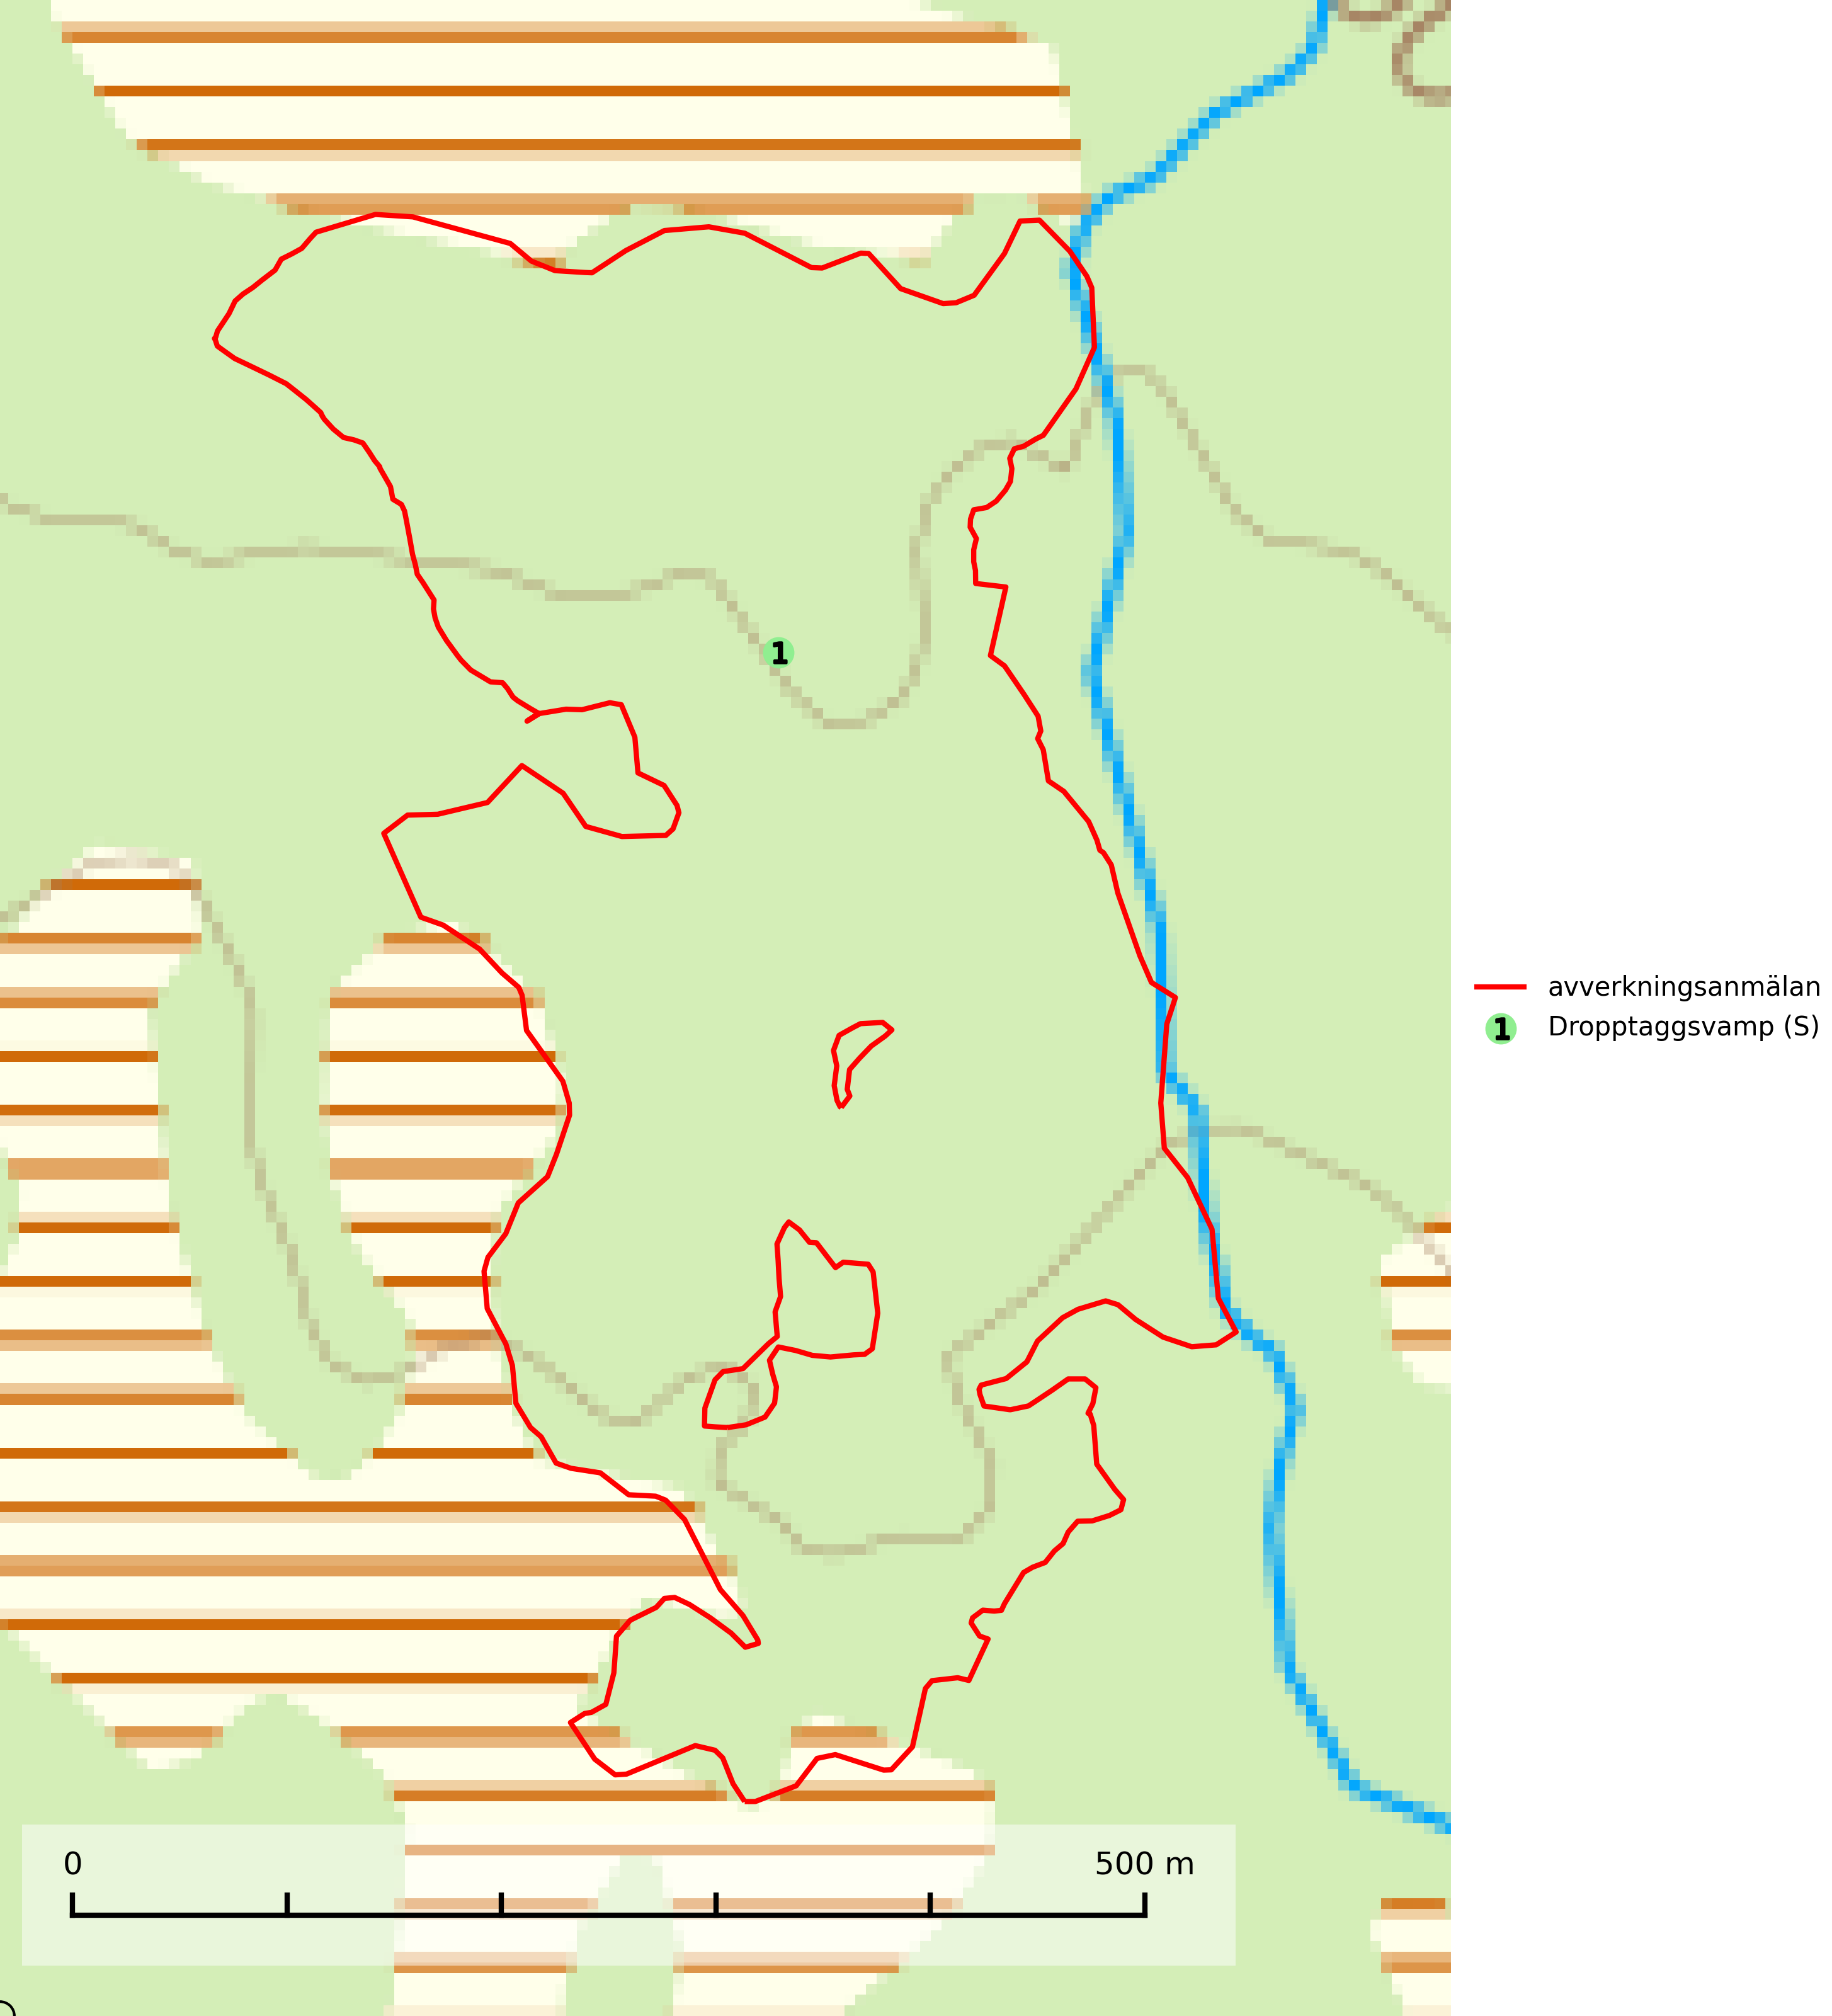 1
avverkningsanmälan
1 Dropptaggsvamp (S)
0 500 m